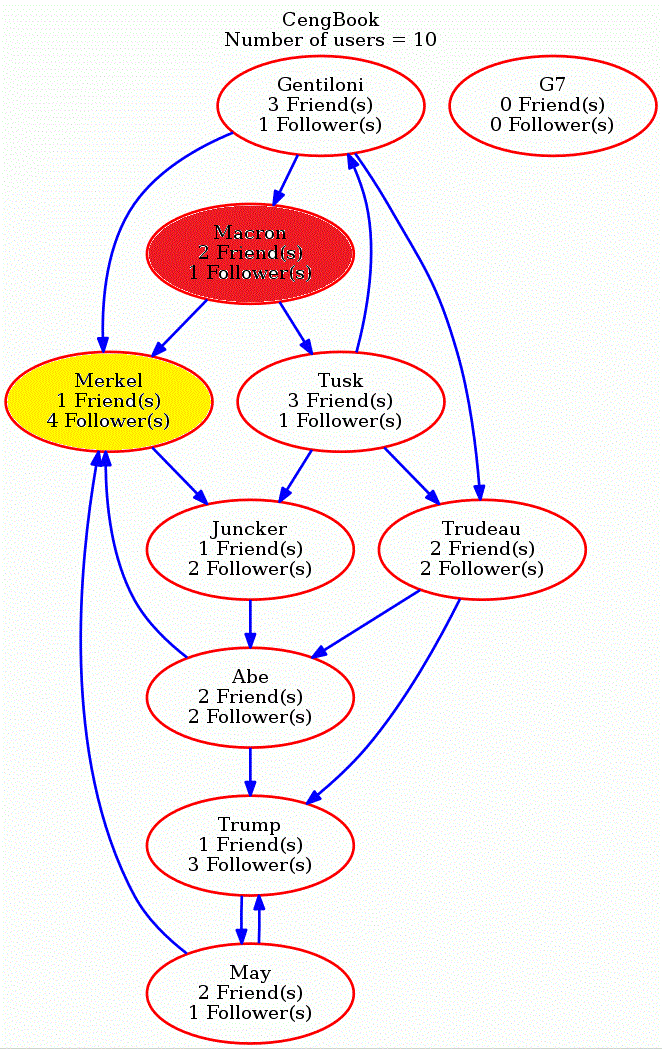 CengBook
Number of users = 10
Gentiloni
3 Friend(s)
1 Follower(s)
G7
0 Friend(s)
0 Follower(s)
Macron
2 Friend(s)
1 Follower(s)
Merkel
1 Friend(s)
4 Follower(s)
Tusk
3 Friend(s)
1 Follower(s)
Juncker
1 Friend(s)
2 Follower(s)
Trudeau
2 Friend(s)
2 Follower(s)
Abe
2 Friend(s)
2 Follower(s)
Trump
1 Friend(s)
3 Follower(s)
May
2 Friend(s)
1 Follower(s)